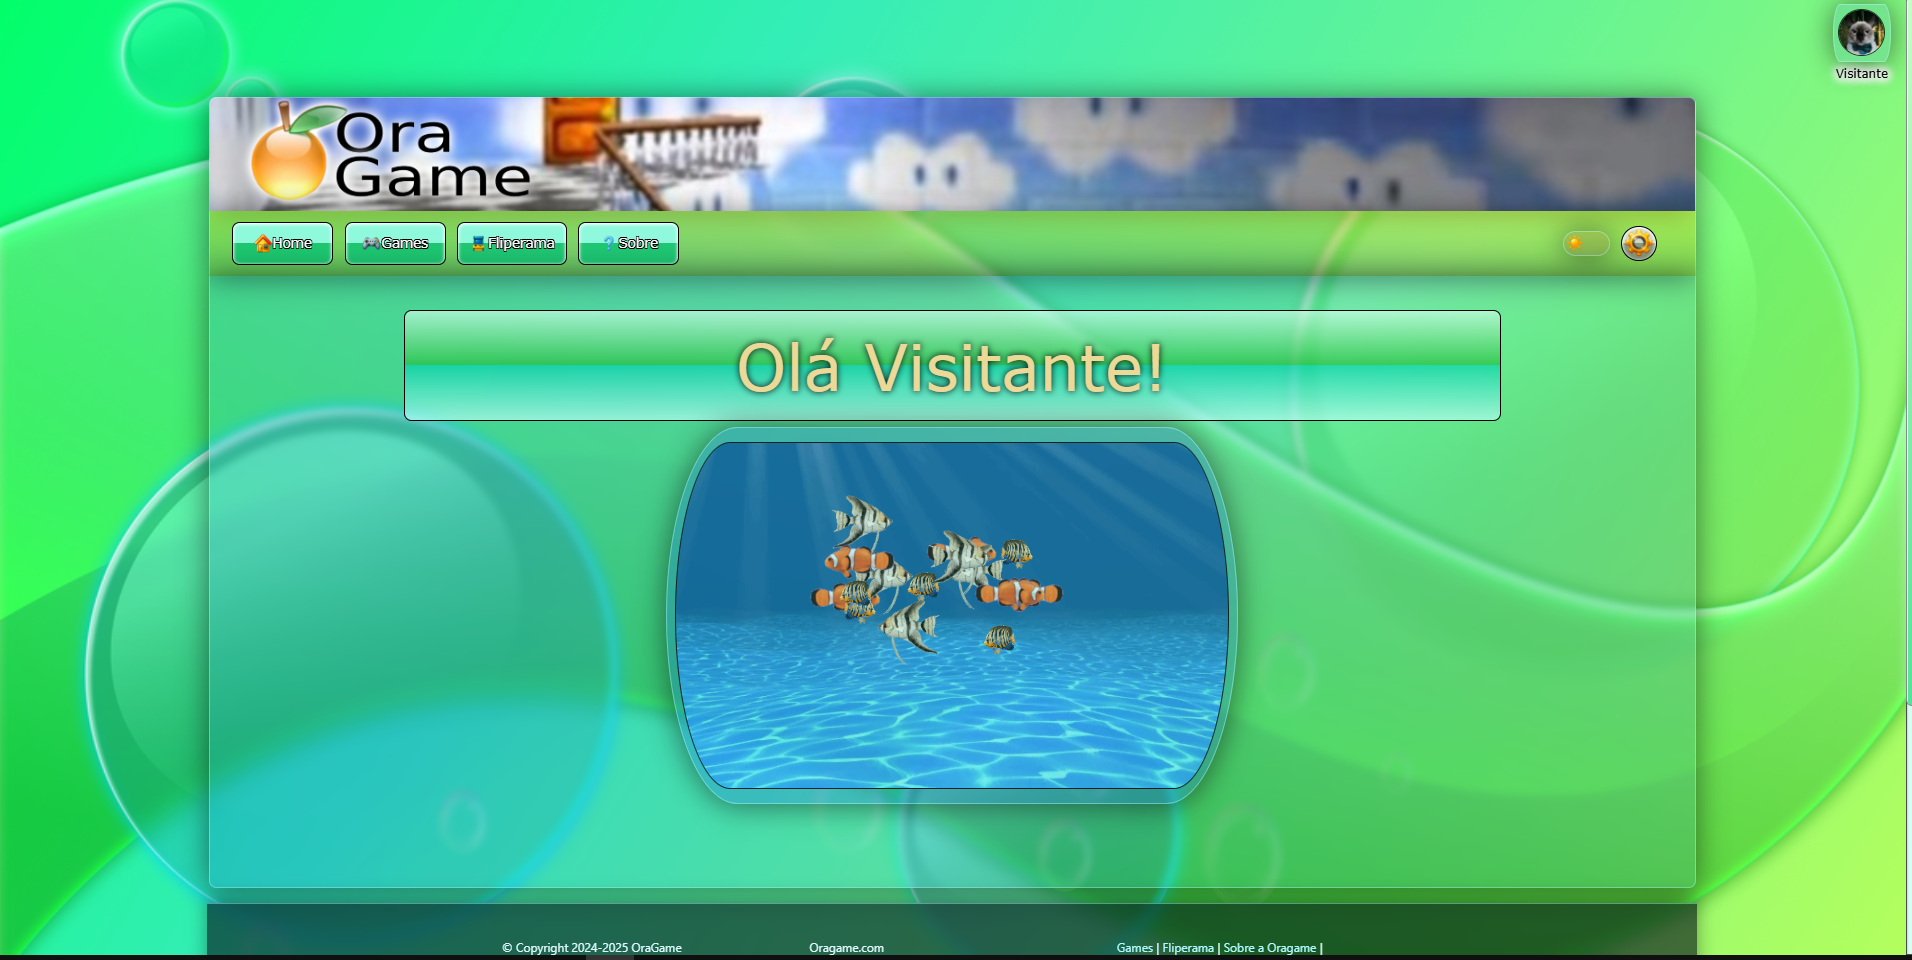 Visitante
Ora
Game
Home Games Fliperama Sobre
Olá Visitante!
© Copyright 2024-2025 OraGame Oragame.com Games | Fliperama | Sobre a Oragame |